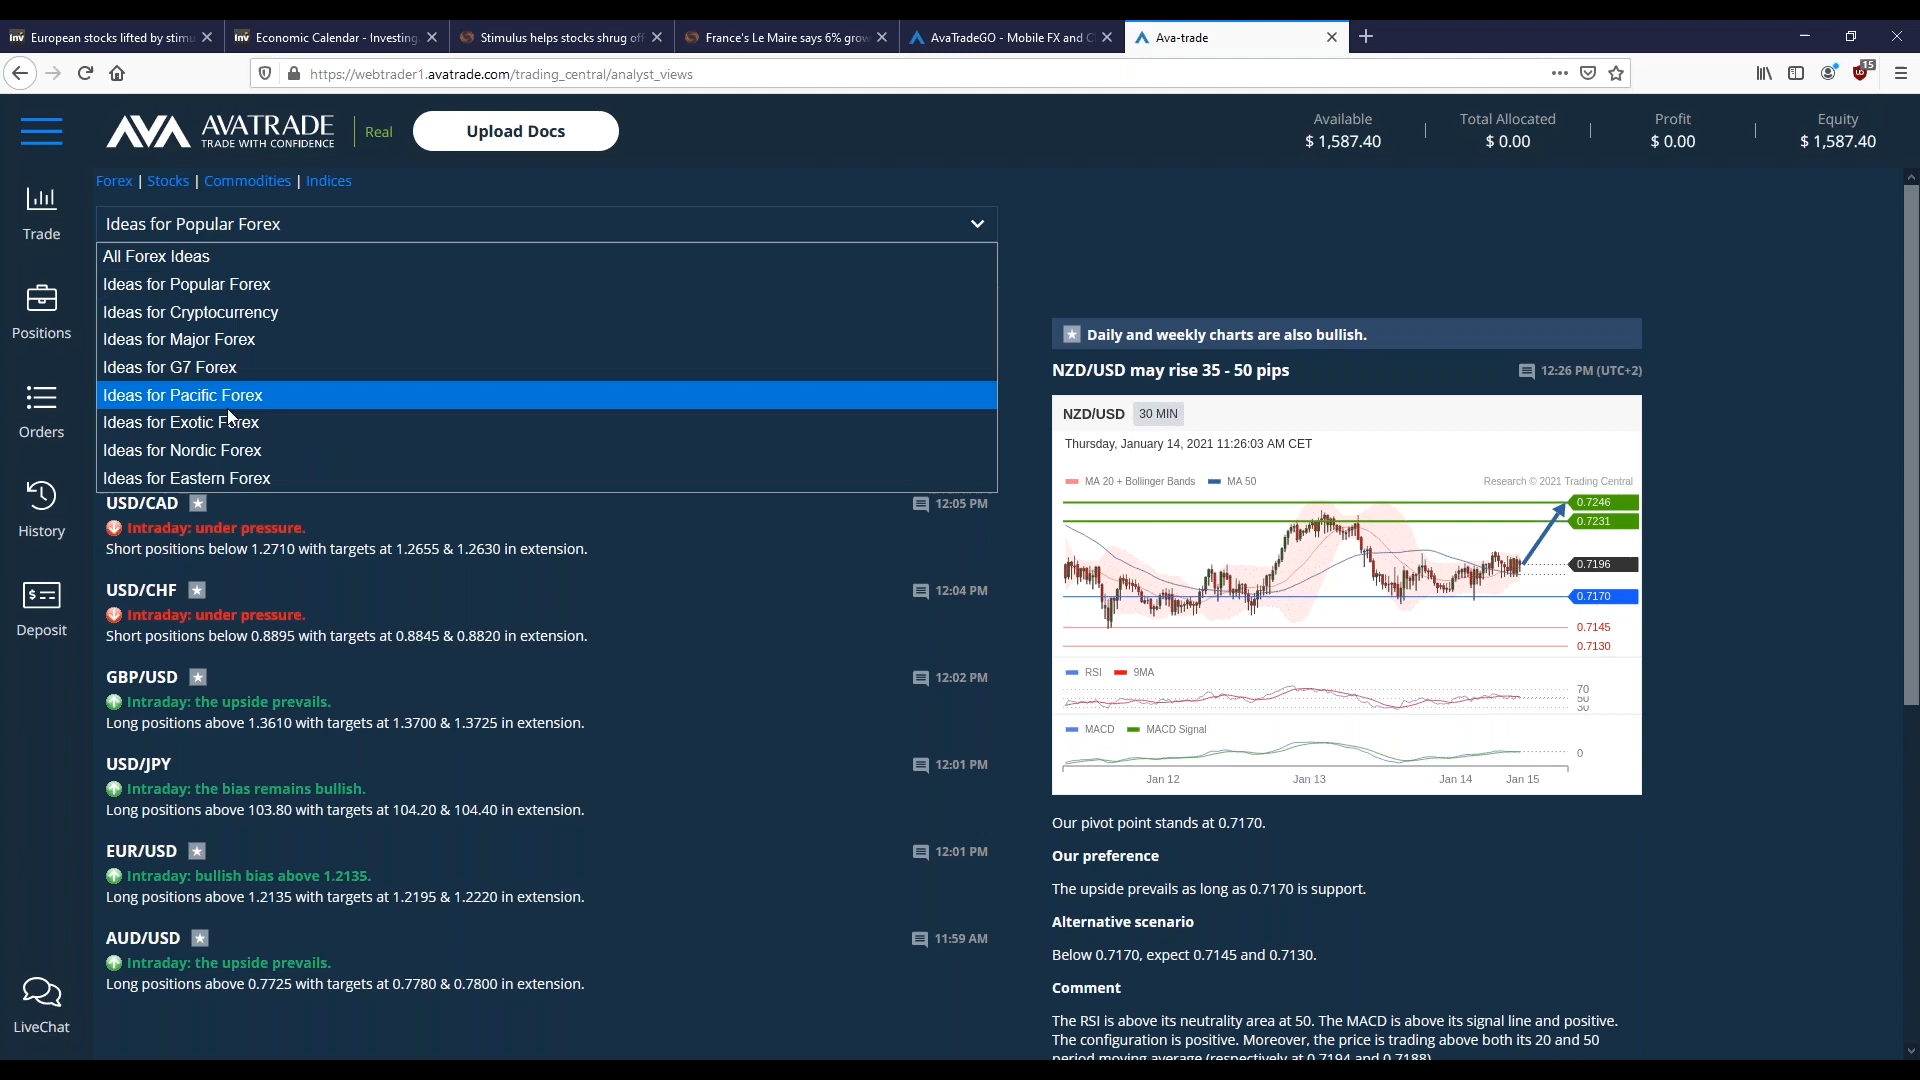 European stocks lifted by stimu
Economic Calendar - Investing
Stimulus helps stocks shrug off
France's Le Maire says 6% grow
AvaTradeGO - Mobile FX and C
Ava-trade
https://webtrader1.avatrade.com/trading_central/analyst_views
15
AVA AVATRADE
TRADE WITH CONFIDENCE
Real
Upload Docs
Available
$ 1,587.40
Total Allocated
$ 0.00
Profit
$ 0.00
Equity
$ 1,587.40
Trade
Positions
Orders
History
Deposit
LiveChat
Forex | Stocks | Commodities | Indices
Ideas for Popular Forex
All Forex Ideas
Ideas for Popular Forex
Ideas for Cryptocurrency
Ideas for Major Forex
Ideas for G7 Forex
Ideas for Pacific Forex
Ideas for Exotic Forex
Ideas for Nordic Forex
Ideas for Eastern Forex
USD/CAD 12:05 PM
Intraday: under pressure.
Short positions below 1.2710 with targets at 1.2655 & 1.2630 in extension.
USD/CHF 12:04 PM
Intraday: under pressure.
Short positions below 0.8895 with targets at 0.8845 & 0.8820 in extension.
GBP/USD 12:02 PM
Intraday: the upside prevails.
Long positions above 1.3610 with targets at 1.3700 & 1.3725 in extension.
USD/JPY 12:01 PM
Intraday: the bias remains bullish.
Long positions above 103.80 with targets at 104.20 & 104.40 in extension.
EUR/USD 12:01 PM
Intraday: bullish bias above 1.2135.
Long positions above 1.2135 with targets at 1.2195 & 1.2220 in extension.
AUD/USD 11:59 AM
Intraday: the upside prevails.
Long positions above 0.7725 with targets at 0.7780 & 0.7800 in extension.
Daily and weekly charts are also bullish.
NZD/USD may rise 35 - 50 pips 12:26 PM (UTC+2)
NZD/USD 30 MIN
Thursday, January 14, 2021 11:26:03 AM CET
MA 20 + Bollinger Bands MA 50 Research © 2021 Trading Central
0.7246
0.7231
0.7196
0.7170
0.7145
0.7130
RSI 9MA
70
50
30
MACD MACD Signal
0
Jan 12 Jan 13 Jan 14 Jan 15
Our pivot point stands at 0.7170.
Our preference
The upside prevails as long as 0.7170 is support.
Alternative scenario
Below 0.7170, expect 0.7145 and 0.7130.
Comment
The RSI is above its neutrality area at 50. The MACD is above its signal line and positive.
The configuration is positive. Moreover, the price is trading above both its 20 and 50
period moving average (respectively at 0.7194 and 0.7188).